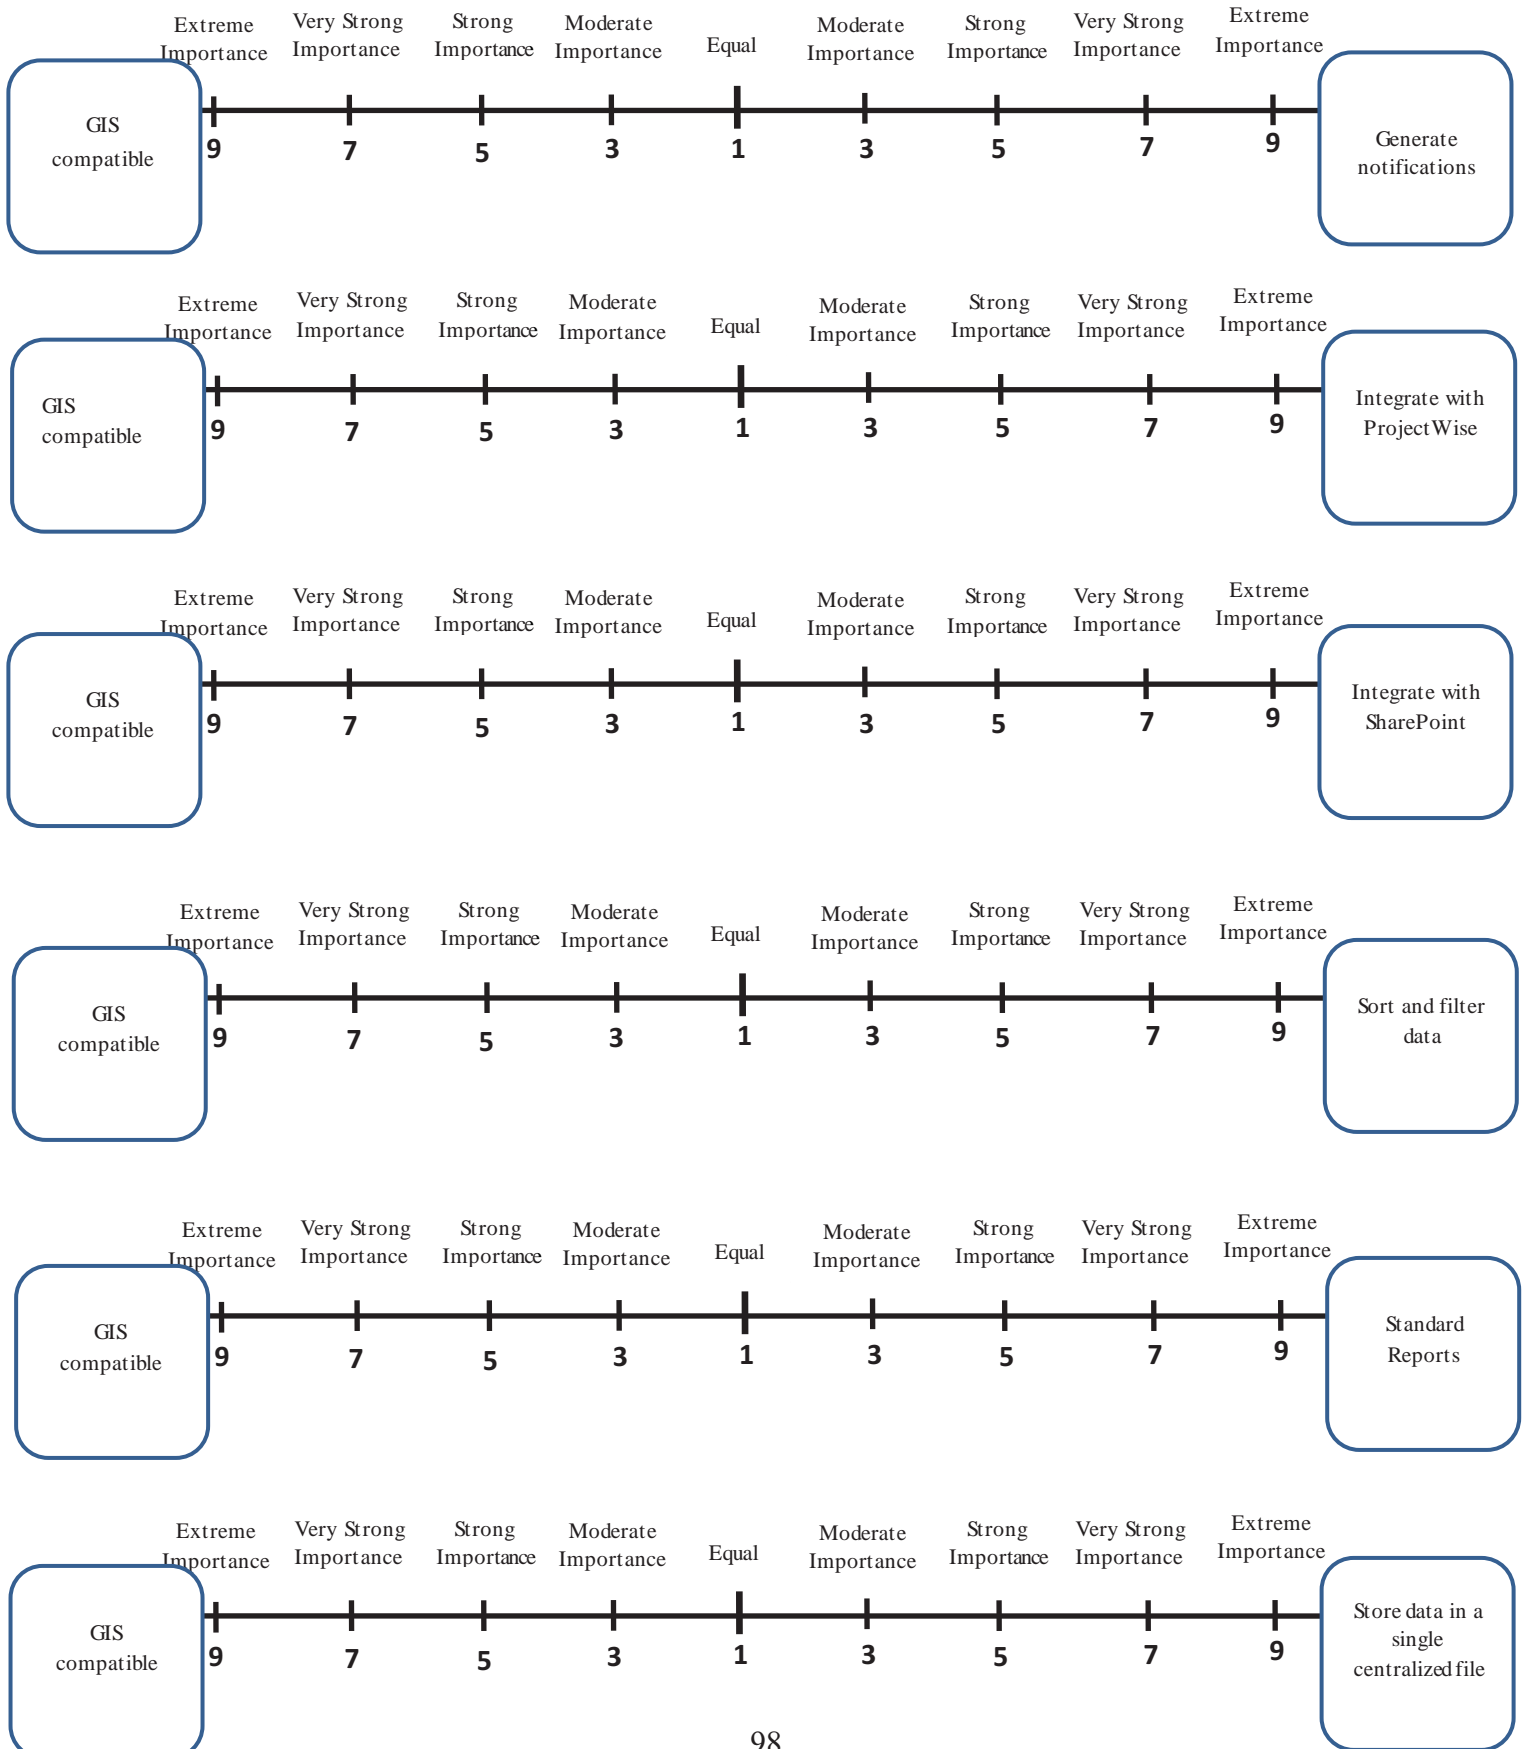 Extreme Very Strong Strong Moderate Equal Moderate Strong Very Strong Extreme
Importance Importance Importance Importance Importance Importance Importance Importance
GIS
compatible
9 7 5 3 1 3 5 7 9
Generate
notifications
Extreme Very Strong Strong Moderate Equal Moderate Strong Very Strong Extreme
Importance Importance Importance Importance Importance Importance Importance Importance
GIS
compatible
9 7 5 3 1 3 5 7 9
Integrate with
ProjectWise
Extreme Very Strong Strong Moderate Equal Moderate Strong Very Strong Extreme
Importance Importance Importance Importance Importance Importance Importance Importance
GIS
compatible
9 7 5 3 1 3 5 7 9
Integrate with
SharePoint
Extreme Very Strong Strong Moderate Equal Moderate Strong Very Strong Extreme
Importance Importance Importance Importance Importance Importance Importance Importance
GIS
compatible
9 7 5 3 1 3 5 7 9
Sort and filter
data
Extreme Very Strong Strong Moderate Equal Moderate Strong Very Strong Extreme
Importance Importance Importance Importance Importance Importance Importance Importance
GIS
compatible
9 7 5 3 1 3 5 7 9
Standard
Reports
Extreme Very Strong Strong Moderate Equal Moderate Strong Very Strong Extreme
Importance Importance Importance Importance Importance Importance Importance Importance
GIS
compatible
9 7 5 3 1 3 5 7 9
Store data in a
single
centralized file
98